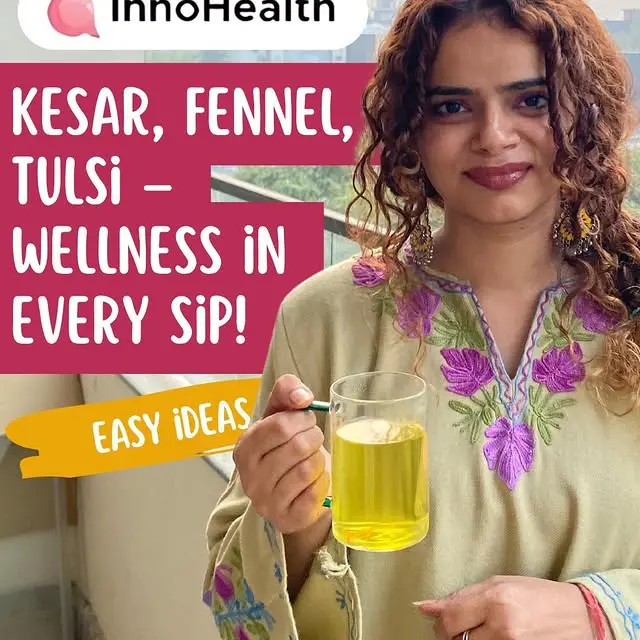 InnoHealth
KESAR, FENNEL,
TULSi –
WELLNESS iN
EVERY SiP!
EASY iDEAS